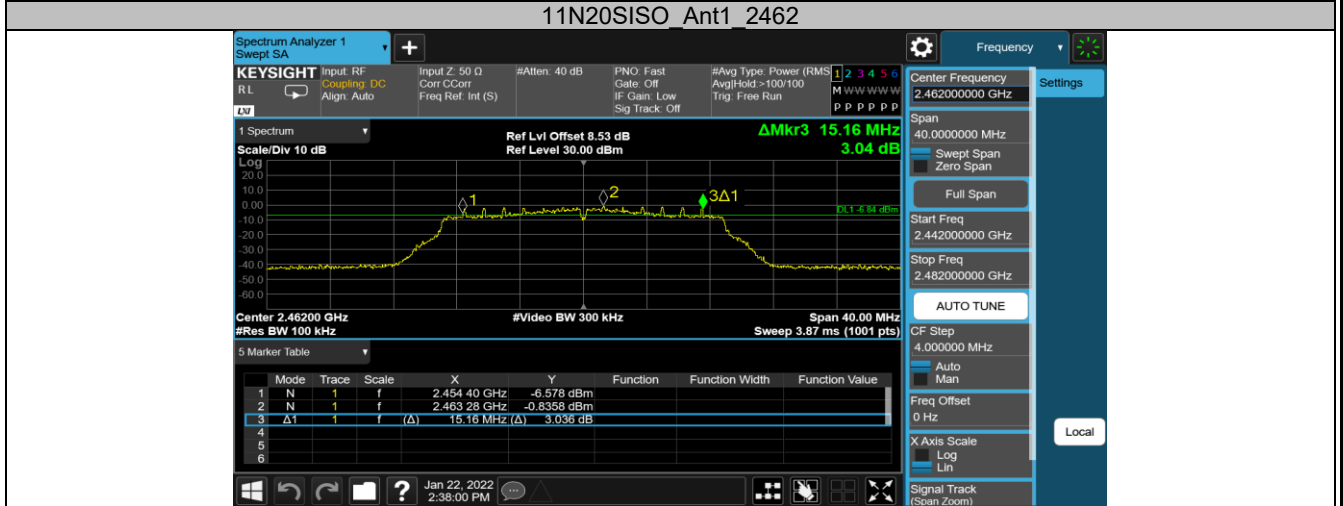 11N20SISO_Ant1_2462
Spectrum Analyzer 1
Swept SA
Frequency
KEYSIGHT
RL
LXI
Input: RF
Coupling: DC
Align: Auto
Input Z: 50 Ω
Corr CCorr
Freq Ref: Int (S)
#Atten: 40 dB
PNO: Fast
Gate: Off
IF Gain: Low
Sig Track: Off
#Avg Type: Power (RMS
Avg|Hold:>100/100
Trig: Free Run
1 2 3 4 5 6
M W W W W W
P P P P P P
1 Spectrum
Scale/Div 10 dB
Ref Lvl Offset 8.53 dB
Ref Level 30.00 dBm
ΔMkr3 15.16 MHz
3.04 dB
Log
20.0
10.0
0.00
-10.0
-20.0
-30.0
-40.0
-50.0
-60.0
1
2
3Δ1
DL1 -6.84 dBm
Center 2.46200 GHz
#Video BW 300 kHz
Span 40.00 MHz
#Res BW 100 kHz
Sweep 3.87 ms (1001 pts)
5 Marker Table
Mode Trace Scale X Y Function Function Width Function Value
1 N 1 f 2.454 40 GHz -6.578 dBm
2 N 1 f 2.463 28 GHz -0.8358 dBm
3 Δ1 1 f (Δ) 15.16 MHz (Δ) 3.036 dB
4
5
6
Jan 22, 2022
2:38:00 PM
Center Frequency
2.462000000 GHz
Settings
Span
40.0000000 MHz
Swept Span
Zero Span
Full Span
Start Freq
2.442000000 GHz
Stop Freq
2.482000000 GHz
AUTO TUNE
CF Step
4.000000 MHz
Auto
Man
Freq Offset
0 Hz
Local
X Axis Scale
Log
Lin
Signal Track
(Span Zoom)